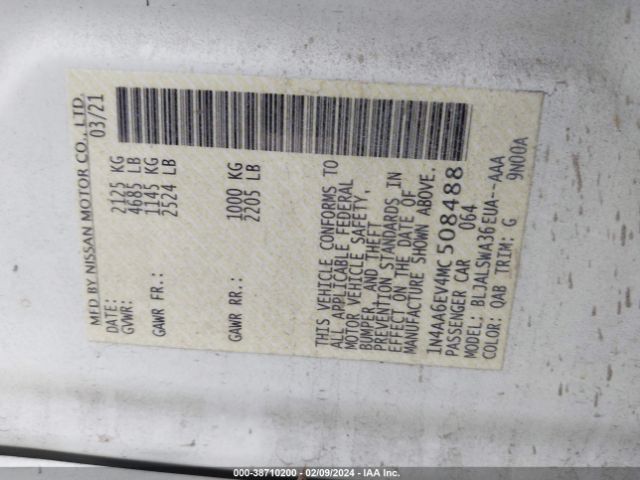 MFD BY NISSAN MOTOR CO., LTD.
DATE: 03/21
GVWR: 2125 KG
4685 LB
GAWR FR.: 1145 KG
2524 LB
GAWR RR.: 1000 KG
2205 LB
THIS VEHICLE CONFORMS TO
ALL APPLICABLE FEDERAL
MOTOR VEHICLE SAFETY,
BUMPER, AND THEFT
PREVENTION STANDARDS IN
EFFECT ON THE DATE OF
MANUFACTURE SHOWN ABOVE.
1N4AA6EV4MC508488
PASSENGER CAR 064
MODEL: BLJALSWA36EUA--AAA
COLOR: QAB TRIM: G 9N00A
000-38710200 / 02/09/2024 / IAA Inc.